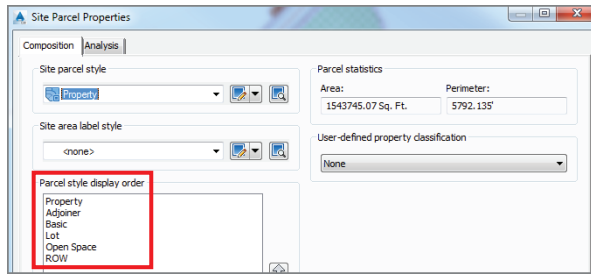 Site Parcel Properties
Composition Analysis
Site parcel style
Property
Site area label style
<none>
Parcel style display order
Property
Adjoiner
Basic
Lot
Open Space
ROW
Parcel statistics
Area: Perimeter:
1543745.07 Sq. Ft. 5792.135'
User-defined property classification
None